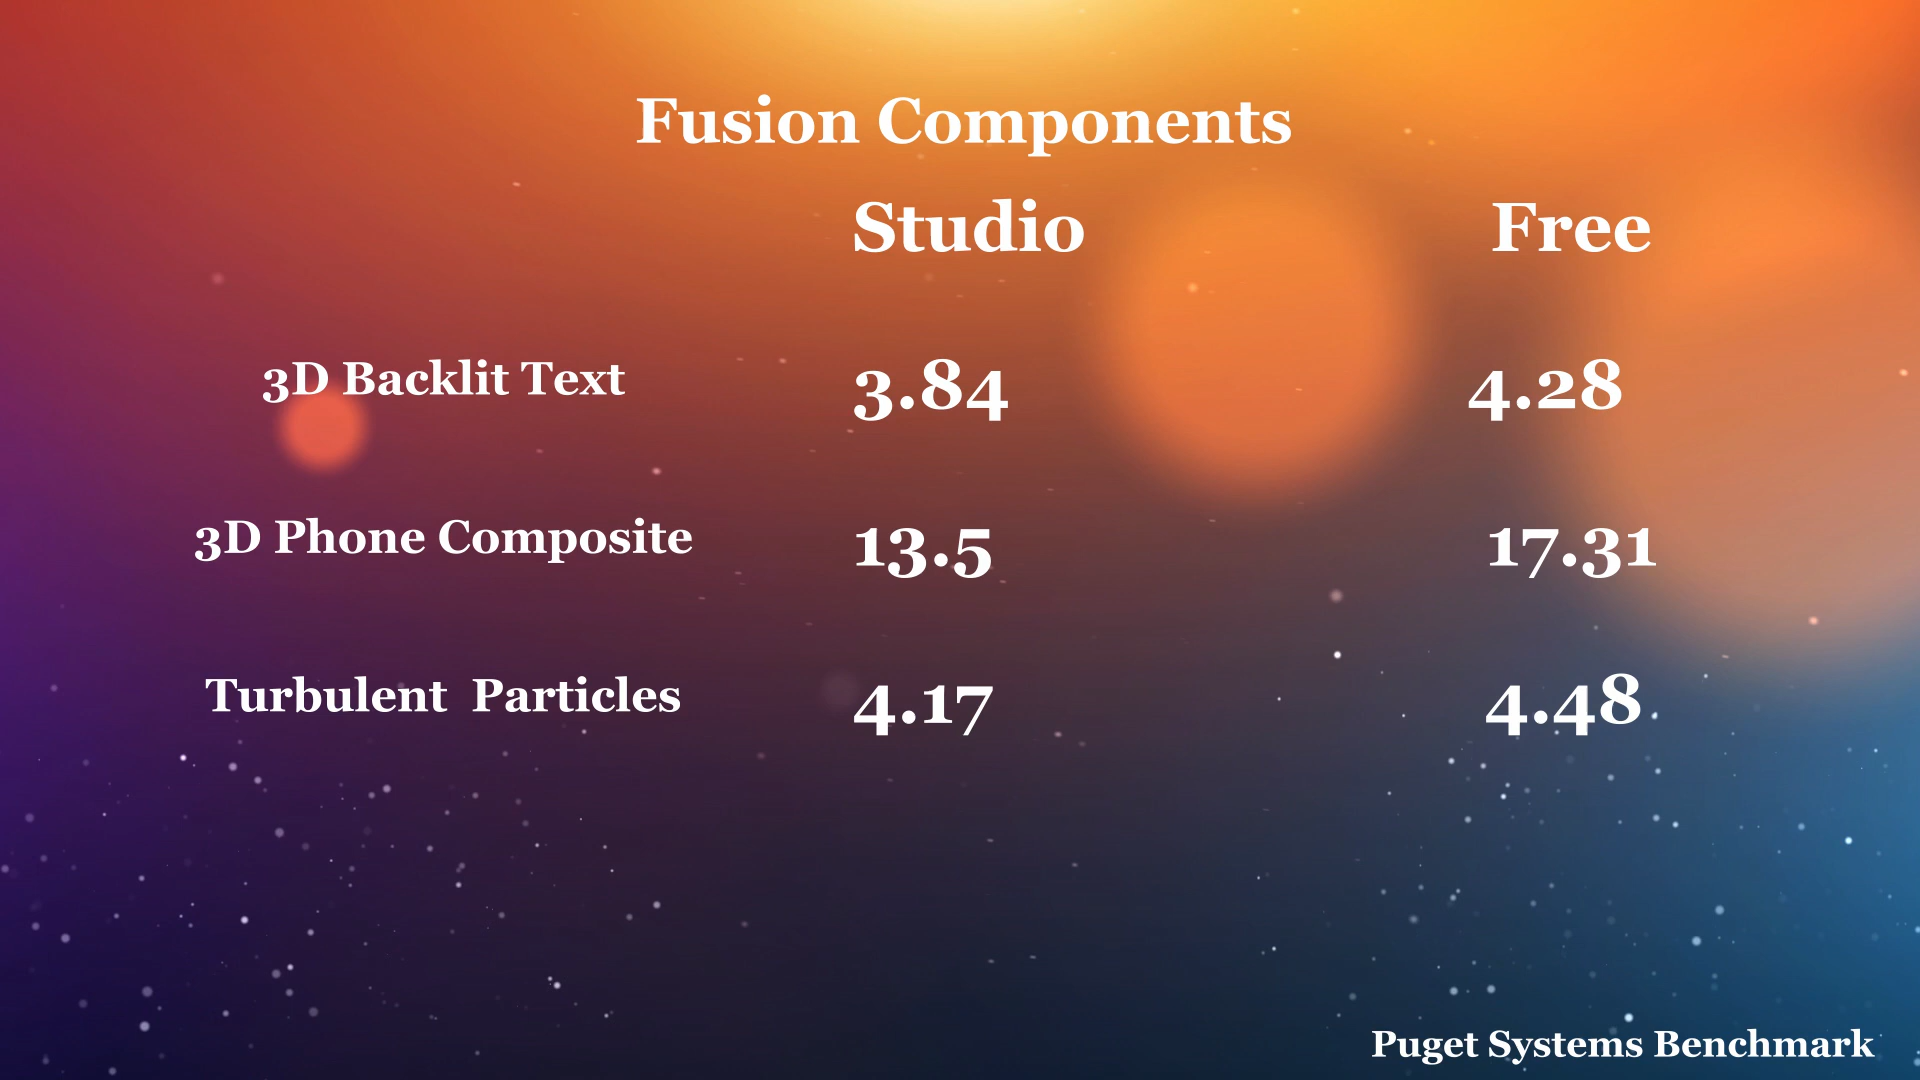 Fusion Components
Studio Free
3D Backlit Text 3.84 4.28
3D Phone Composite 13.5 17.31
Turbulent  Particles 4.17 4.48
Puget Systems Benchmark